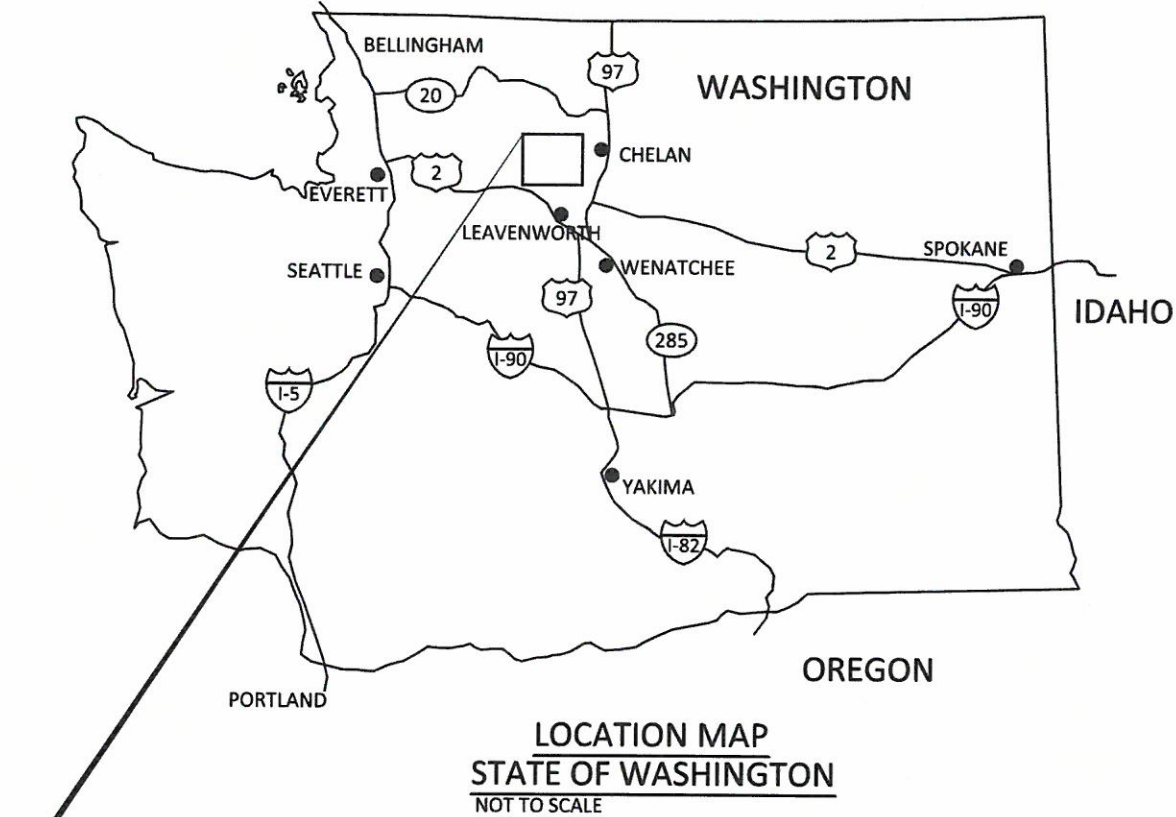 BELLINGHAM
97
WASHINGTON
20
CHELAN
2
EVERETT
LEAVENWORTH
2
SPOKANE
SEATTLE
WENATCHEE
97
I-90
IDAHO
285
I-90
I-5
YAKIMA
I-82
OREGON
PORTLAND
LOCATION MAP
STATE OF WASHINGTON
NOT TO SCALE